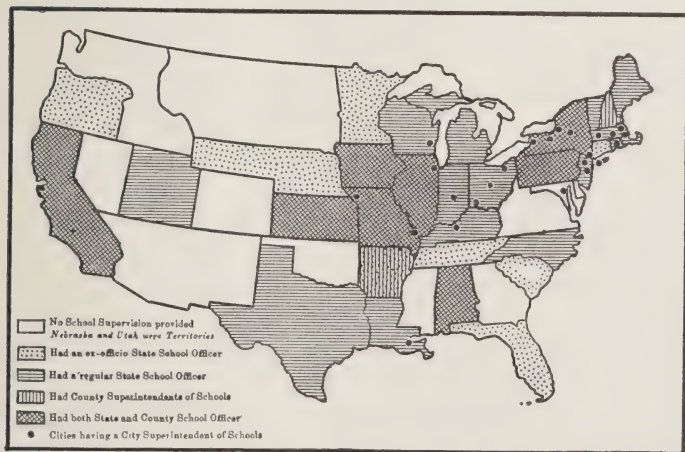 No School Supervision provided
Nebraska and Utah were Territories
Had an ex-officio State School Officer
Had a regular State School Officer
Had County Superintendents of Schools
Had both State and County School Officer
Cities having a City Superintendent of Schools